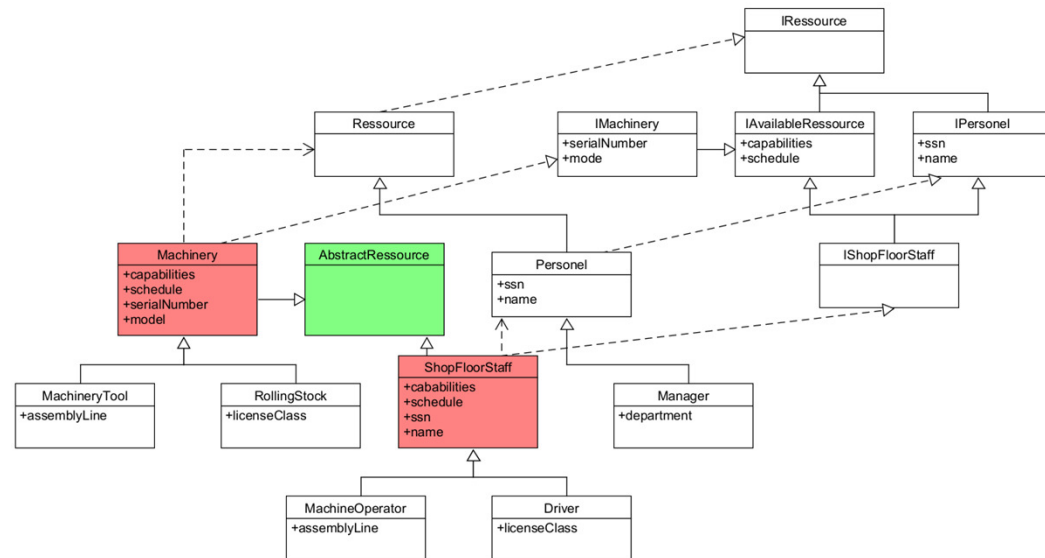 IRessource
Ressource
IMachinery
+serialNumber
+mode
IAvailableRessource
+capabilities
+schedule
IPersonel
+ssn
+name
Machinery
+capabilities
+schedule
+serialNumber
+model
AbstractRessource
Personel
+ssn
+name
IShopFloorStaff
ShopFloorStaff
+cababilities
+schedule
+ssn
+name
MachineryTool
+assemblyLine
RollingStock
+licenseClass
Manager
+department
MachineOperator
+assemblyLine
Driver
+licenseClass